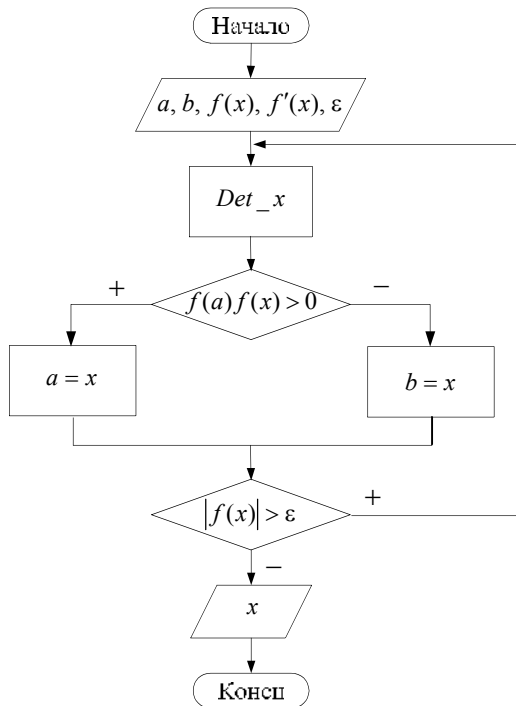 Начало
a, b, f(x), f'(x), ε
Det_x
+ f(a)f(x) > 0 −
a = x
b = x
|f(x)| > ε +
−
x
Конец